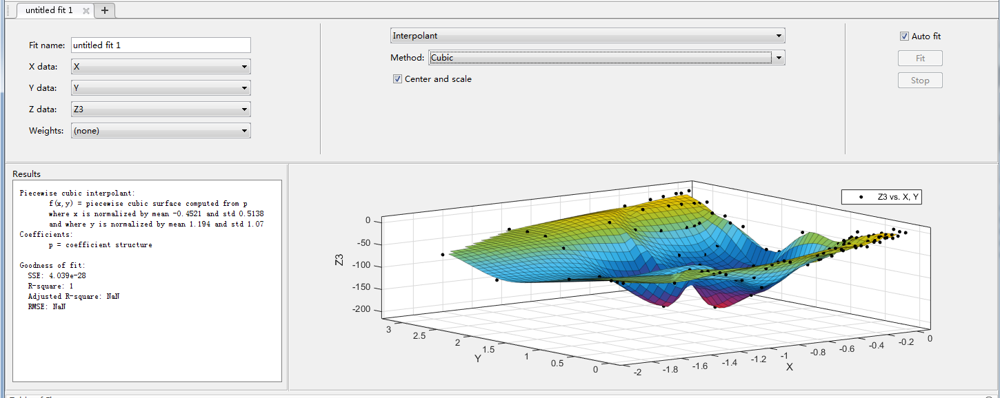 untitled fit 1
Fit name: untitled fit 1
X data: X
Y data: Y
Z data: Z3
Weights: (none)
Interpolant
Method: Cubic
Center and scale
Auto fit
Fit
Stop
Results
Piecewise cubic interpolant:
f(x,y) = piecewise cubic surface computed from p
where x is normalized by mean -0.4521 and std 0.5138
and where y is normalized by mean 1.194 and std 1.07
Coefficients:
p = coefficient structure
Goodness of fit:
SSE: 4.039e-28
R-square: 1
Adjusted R-square: NaN
RMSE: NaN
Z3 vs. X, Y
0
-50
-100
-150
-200
Z3
3
2.5
2
1.5
1
0.5
0
Y
-2
-1.8
-1.6
-1.4
-1.2
-1
-0.8
-0.6
-0.4
-0.2
0
X